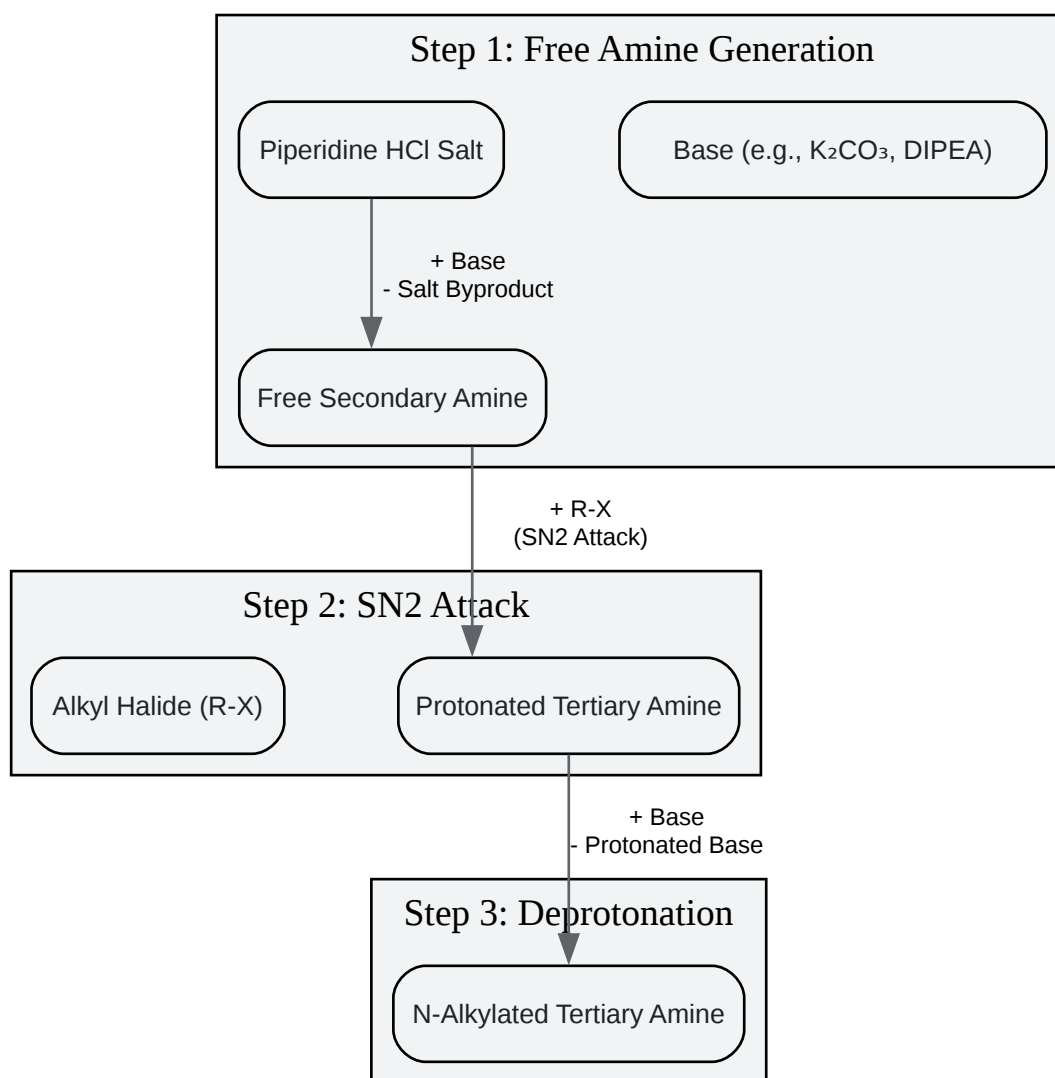 Step 1: Free Amine Generation
Piperidine HCl Salt
Base (e.g., K₂CO₃, DIPEA)
+ Base
- Salt Byproduct
Free Secondary Amine
+ R-X
(SN2 Attack)
Step 2: SN2 Attack
Alkyl Halide (R-X)
Protonated Tertiary Amine
+ Base
- Protonated Base
Step 3: Deprotonation
N-Alkylated Tertiary Amine